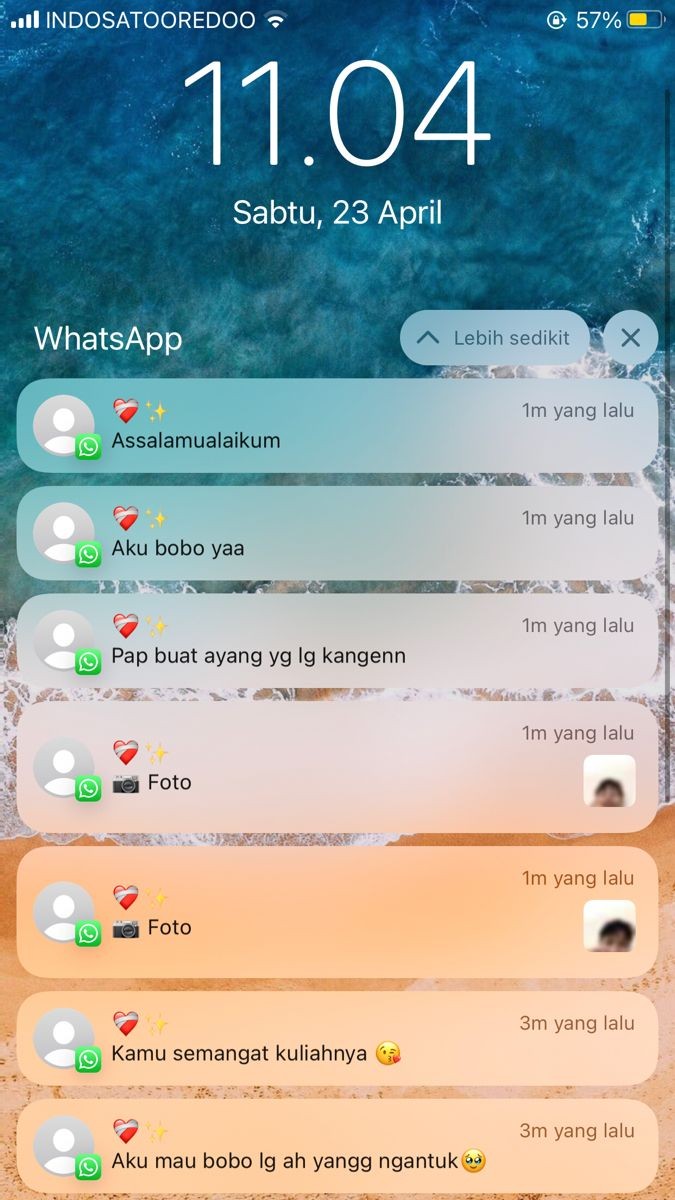 INDOSATOOREDOO 57%
11.04
Sabtu, 23 April
WhatsApp Lebih sedikit
❤️‍🩹✨ 1m yang lalu
Assalamualaikum
❤️‍🩹✨ 1m yang lalu
Aku bobo yaa
❤️‍🩹✨ 1m yang lalu
Pap buat ayang yg lg kangenn
❤️‍🩹✨ 1m yang lalu
📷 Foto
❤️‍🩹✨ 1m yang lalu
📷 Foto
❤️‍🩹✨ 3m yang lalu
Kamu semangat kuliahnya 😘
❤️‍🩹✨ 3m yang lalu
Aku mau bobo lg ah yangg ngantuk🥹